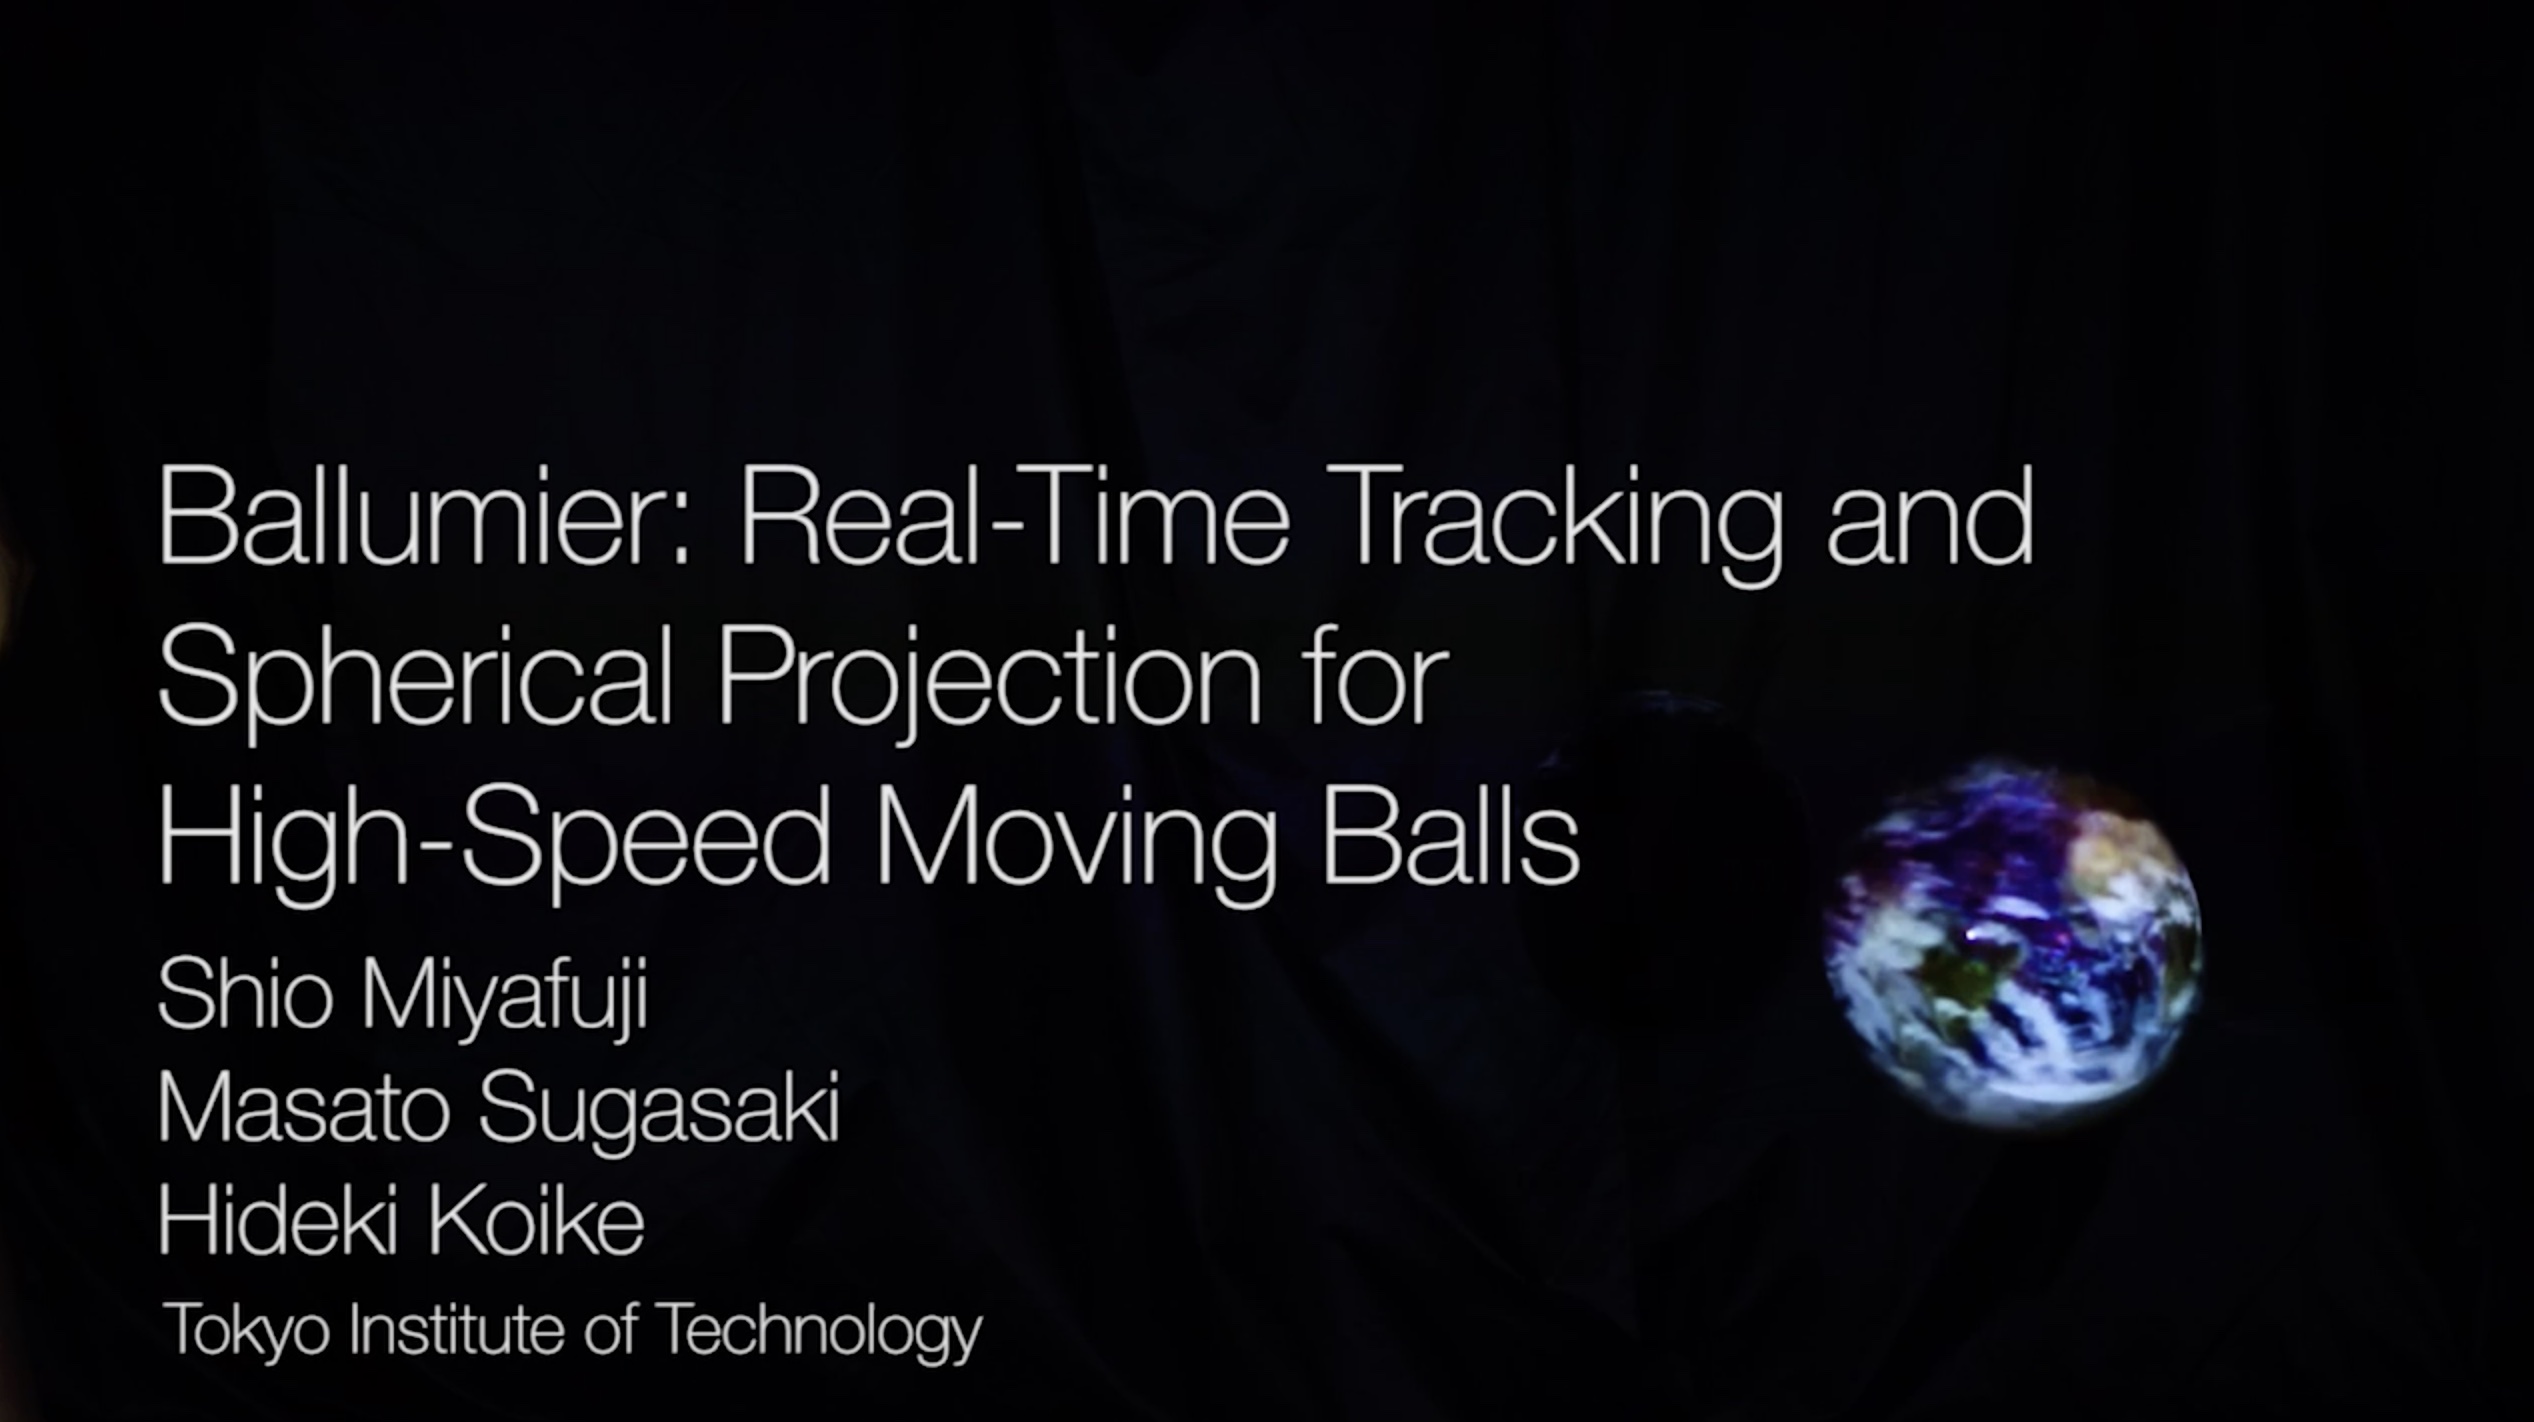 Ballumier: Real-Time Tracking and
Spherical Projection for
High-Speed Moving Balls
Shio Miyafuji
Masato Sugasaki
Hideki Koike
Tokyo Institute of Technology